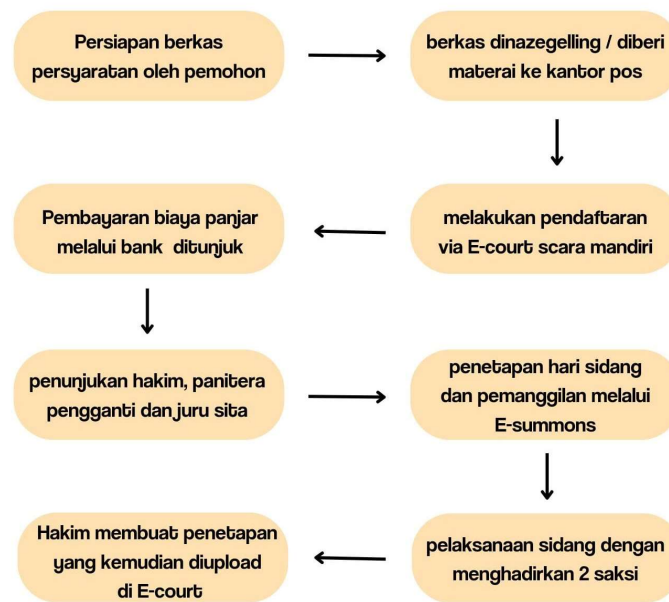 Persiapan berkas
persyaratan oleh pemohon
berkas dinazegelling / diberi
materai ke kantor pos
melakukan pendaftaran
via E-court scara mandiri
Pembayaran biaya panjar
melalui bank ditunjuk
penunjukan hakim, panitera
pengganti dan juru sita
penetapan hari sidang
dan pemanggilan melalui
E-summons
pelaksanaan sidang dengan
menghadirkan 2 saksi
Hakim membuat penetapan
yang kemudian diupload
di E-court